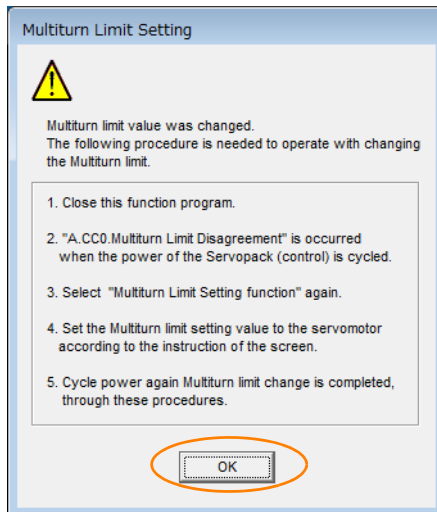 Multiturn Limit Setting
Multiturn limit value was changed.
The following procedure is needed to operate with changing
the Multiturn limit.
1. Close this function program.
2. "A.CC0.Multiturn Limit Disagreement" is occurred
when the power of the Servopack (control) is cycled.
3. Select "Multiturn Limit Setting function" again.
4. Set the Multiturn limit setting value to the servomotor
according to the instruction of the screen.
5. Cycle power again Multiturn limit change is completed,
through these procedures.
OK